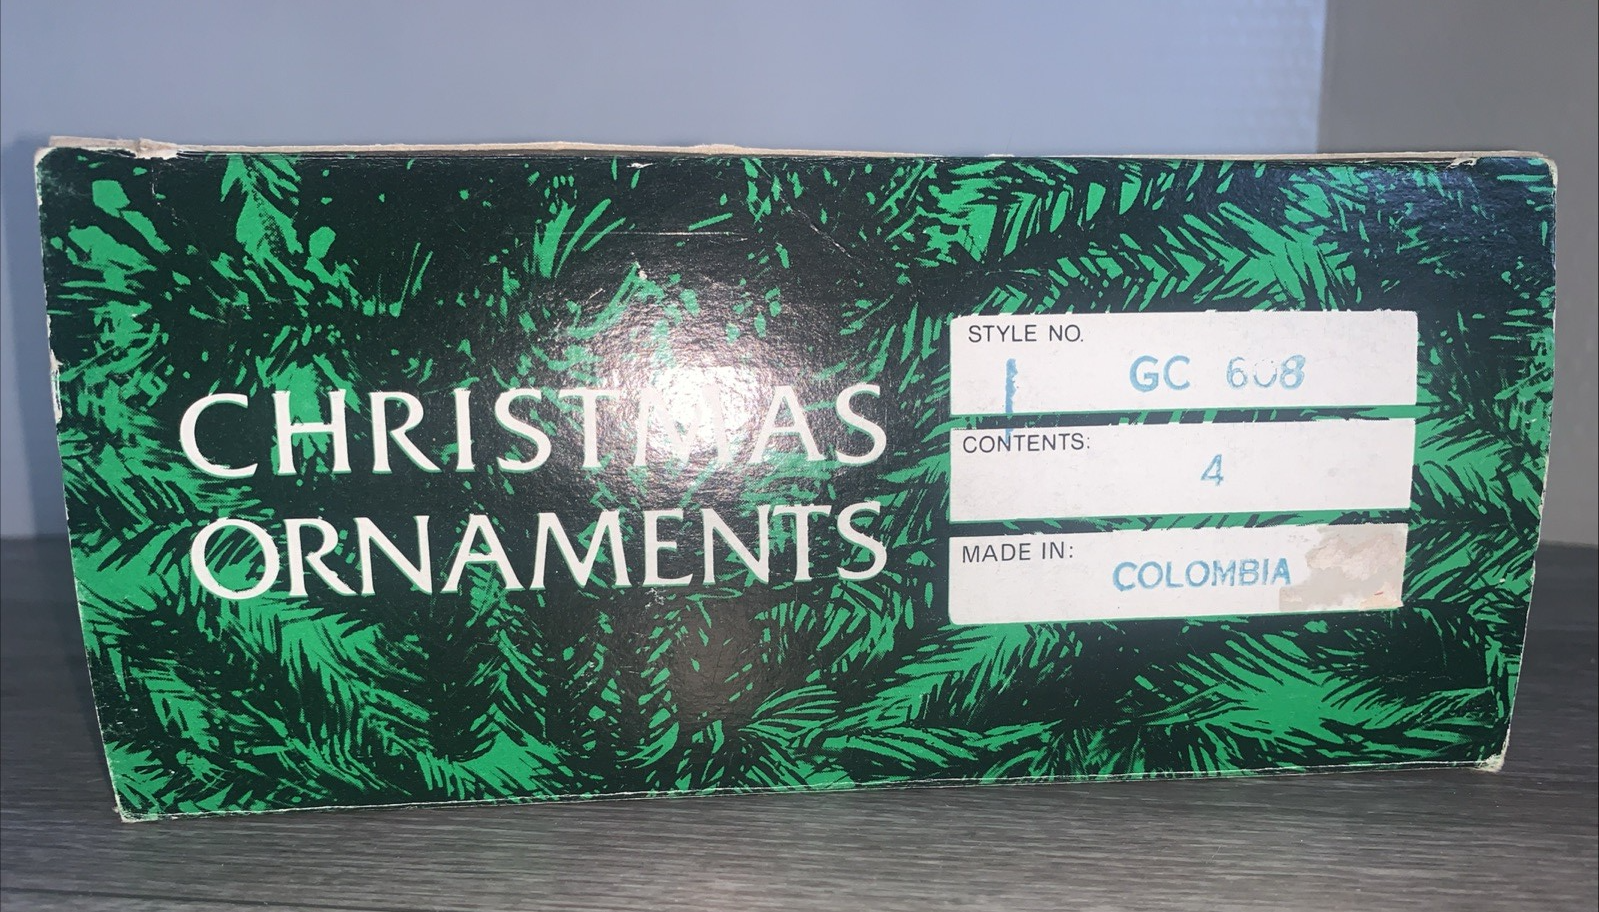 CHRISTMAS
ORNAMENTS
STYLE NO.
GC 608
CONTENTS:
4
MADE IN:
COLOMBIA